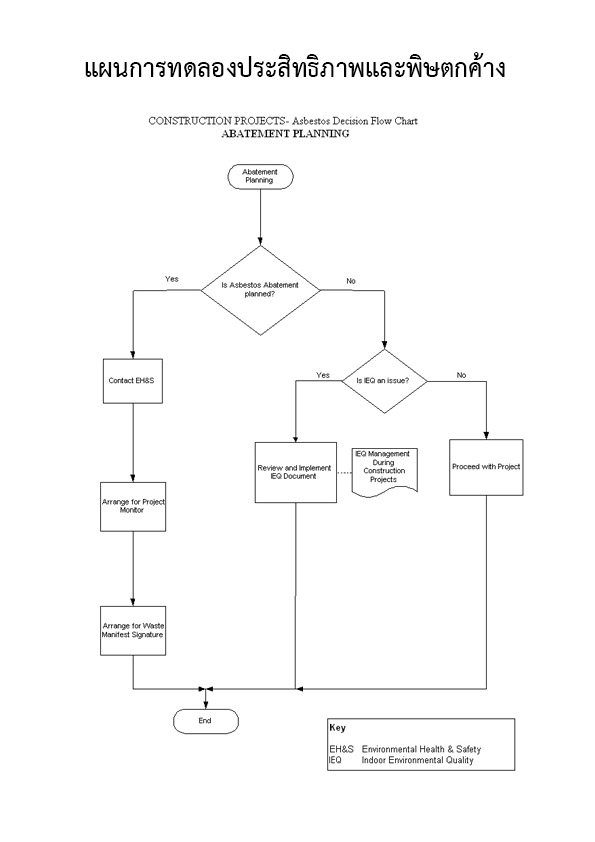 แผนการทดลองประสิทธิภาพและพิษตกค้าง
CONSTRUCTION PROJECTS- Asbestos Decision Flow Chart
ABATEMENT PLANNING
Abatement
Planning
Is Asbestos Abatement
planned?
Yes
No
Contact EH&S
Is IEQ an issue?
Yes
No
Review and Implement
IEQ Document
IEQ Management
During
Construction
Projects
Proceed with Project
Arrange for Project
Monitor
Arrange for Waste
Manifest Signature
End
Key
EH&S Environmental Health & Safety
IEQ Indoor Environmental Quality